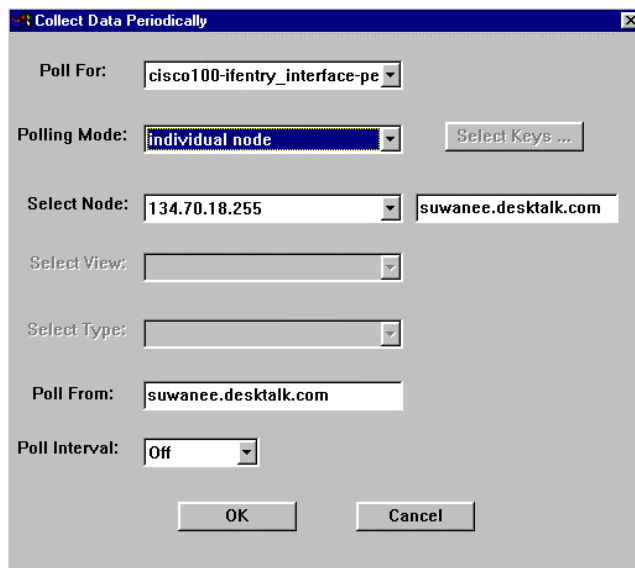 Collect Data Periodically
Poll For: cisco100-ifentry_interface-pe
Polling Mode: individual node Select Keys ...
Select Node: 134.70.18.255 suwanee.desktalk.com
Select View:
Select Type:
Poll From: suwanee.desktalk.com
Poll Interval: Off
OK Cancel